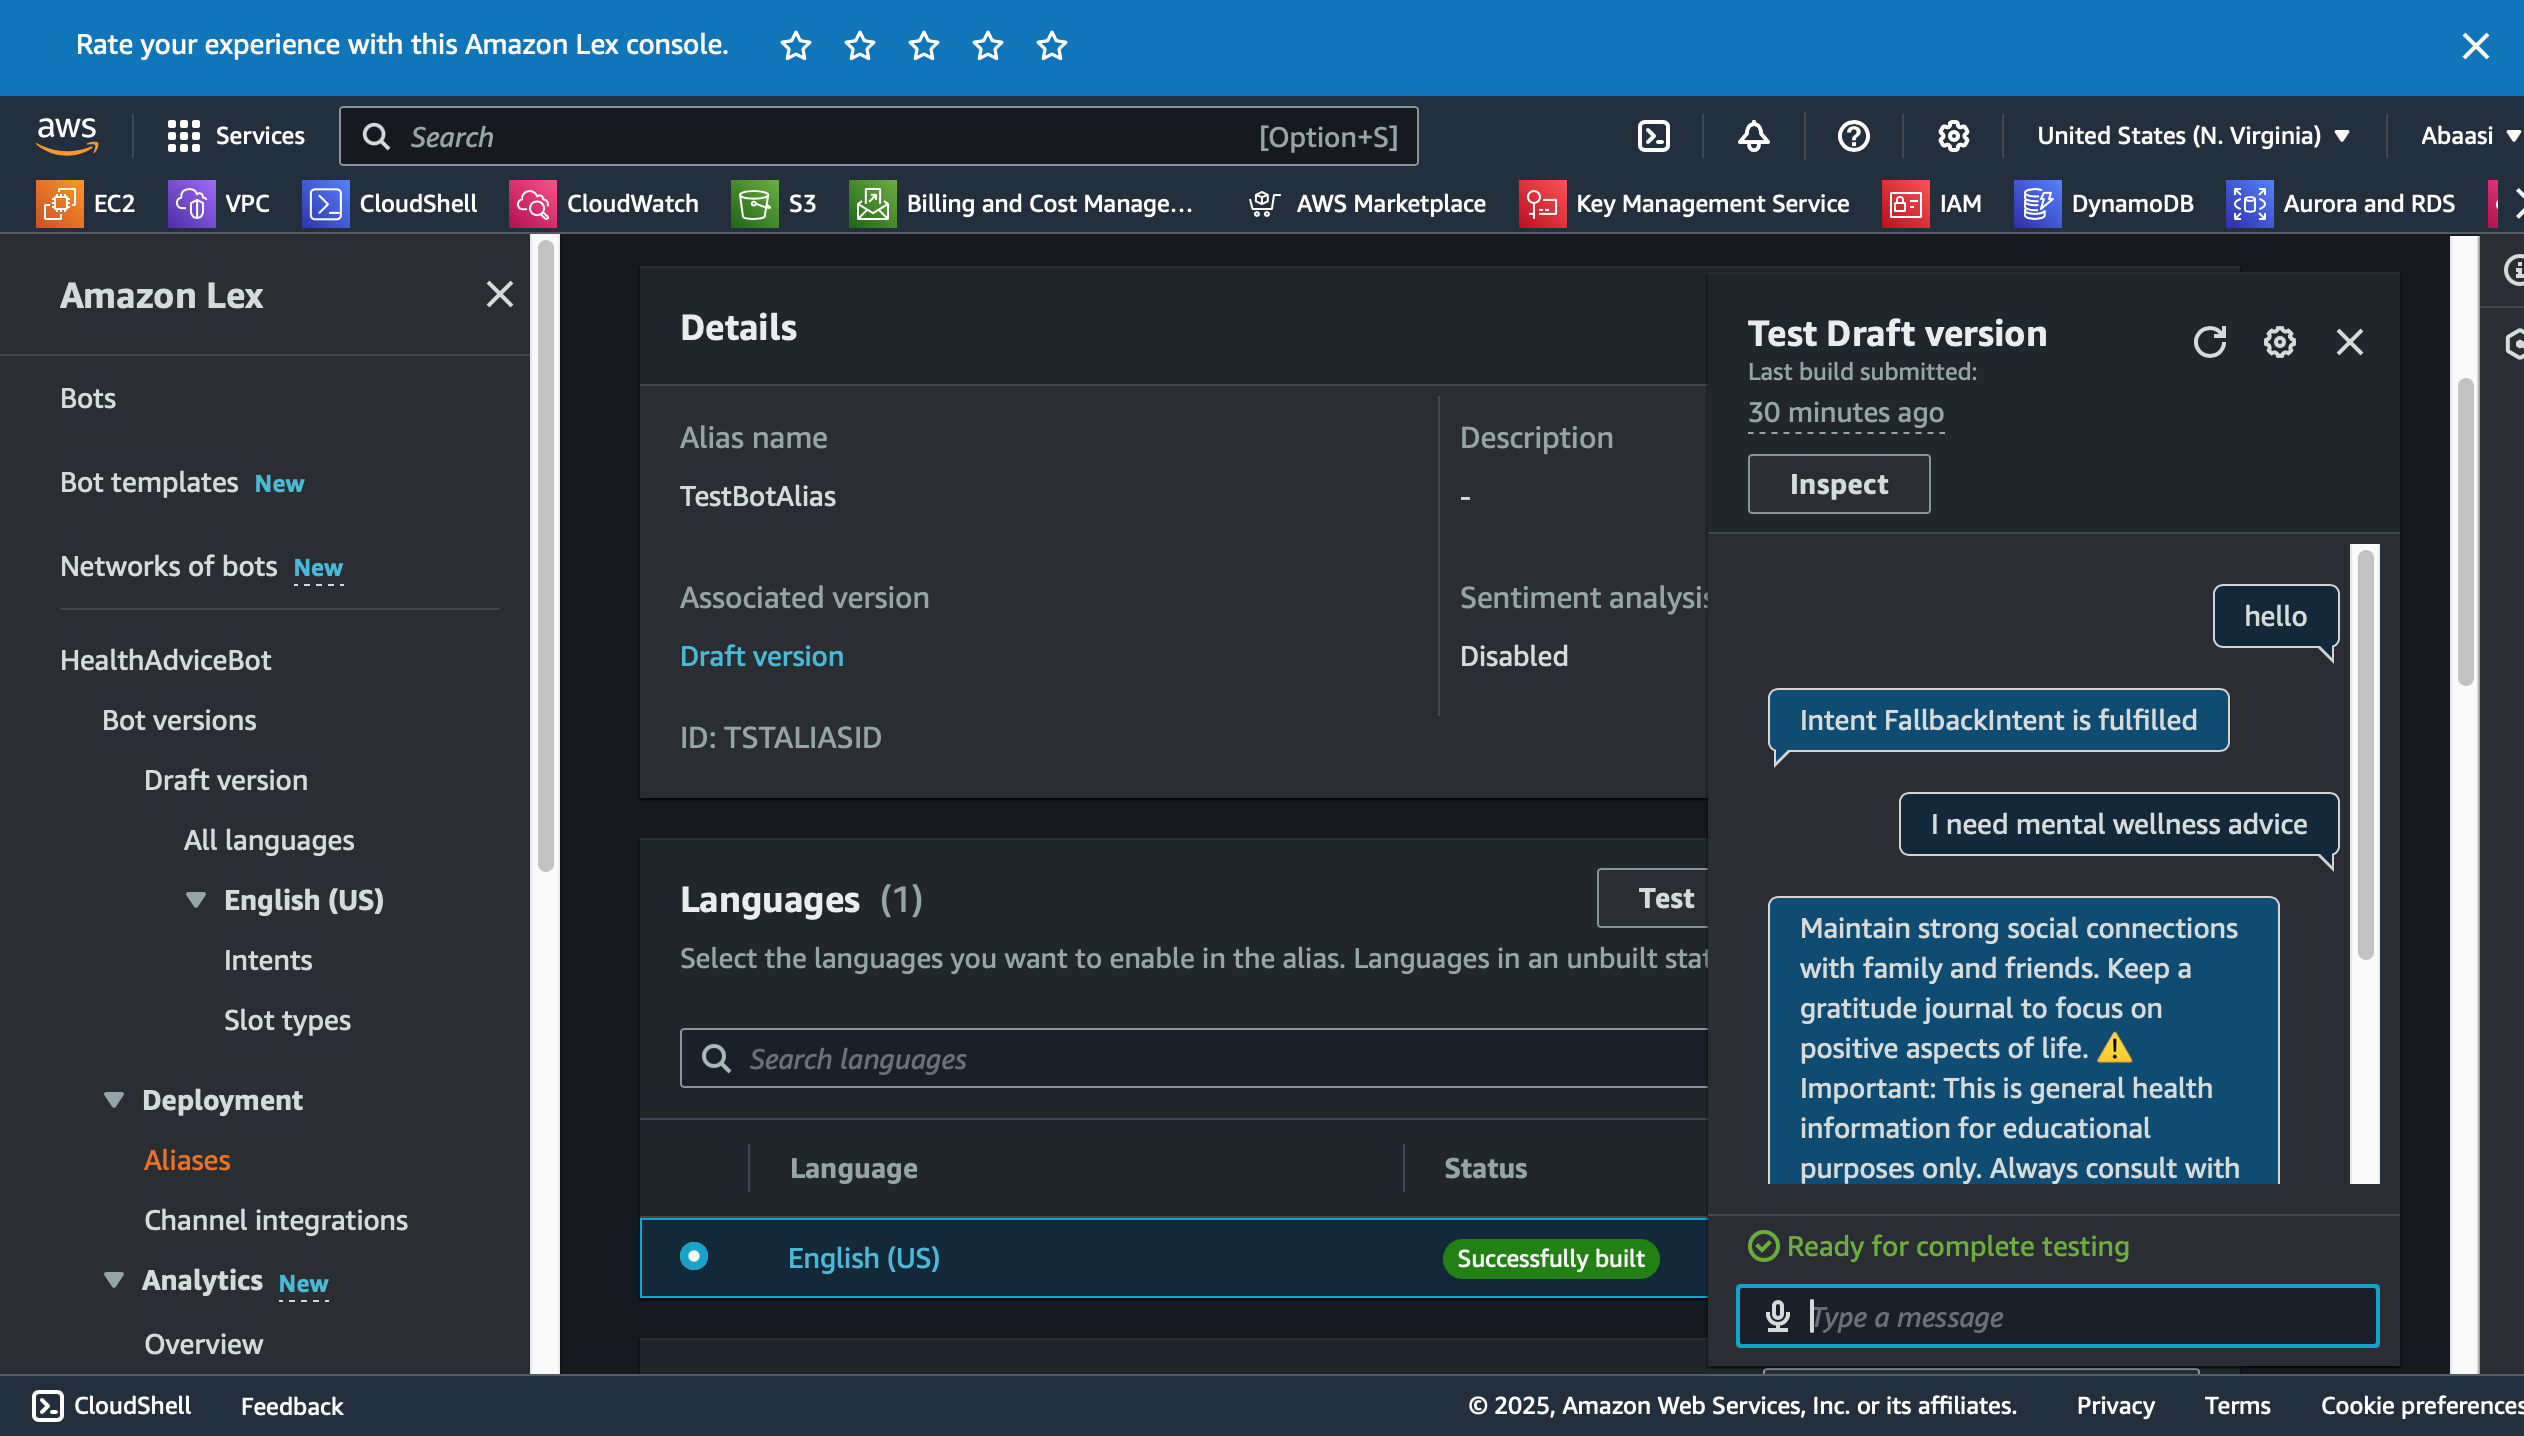 Rate your experience with this Amazon Lex console.
aws
Services
Search
[Option+S]
United States (N. Virginia)
Abaasi
EC2
VPC
CloudShell
CloudWatch
S3
Billing and Cost Manage...
AWS Marketplace
Key Management Service
IAM
DynamoDB
Aurora and RDS
Amazon Lex
Bots
Bot templates New
Networks of bots New
HealthAdviceBot
Bot versions
Draft version
All languages
English (US)
Intents
Slot types
Deployment
Aliases
Channel integrations
Analytics New
Overview
Details
Alias name
TestBotAlias
Description
-
Associated version
Draft version
ID: TSTALIASID
Sentiment analysis
Disabled
Languages (1)
Test
Select the languages you want to enable in the alias. Languages in an unbuilt stat
Search languages
Language
Status
English (US)
Successfully built
Test Draft version
Last build submitted:
30 minutes ago
Inspect
hello
Intent FallbackIntent is fulfilled
I need mental wellness advice
Maintain strong social connections
with family and friends. Keep a
gratitude journal to focus on
positive aspects of life. ⚠️
Important: This is general health
information for educational
purposes only. Always consult with
Ready for complete testing
Type a message
CloudShell
Feedback
© 2025, Amazon Web Services, Inc. or its affiliates.
Privacy
Terms
Cookie preferences